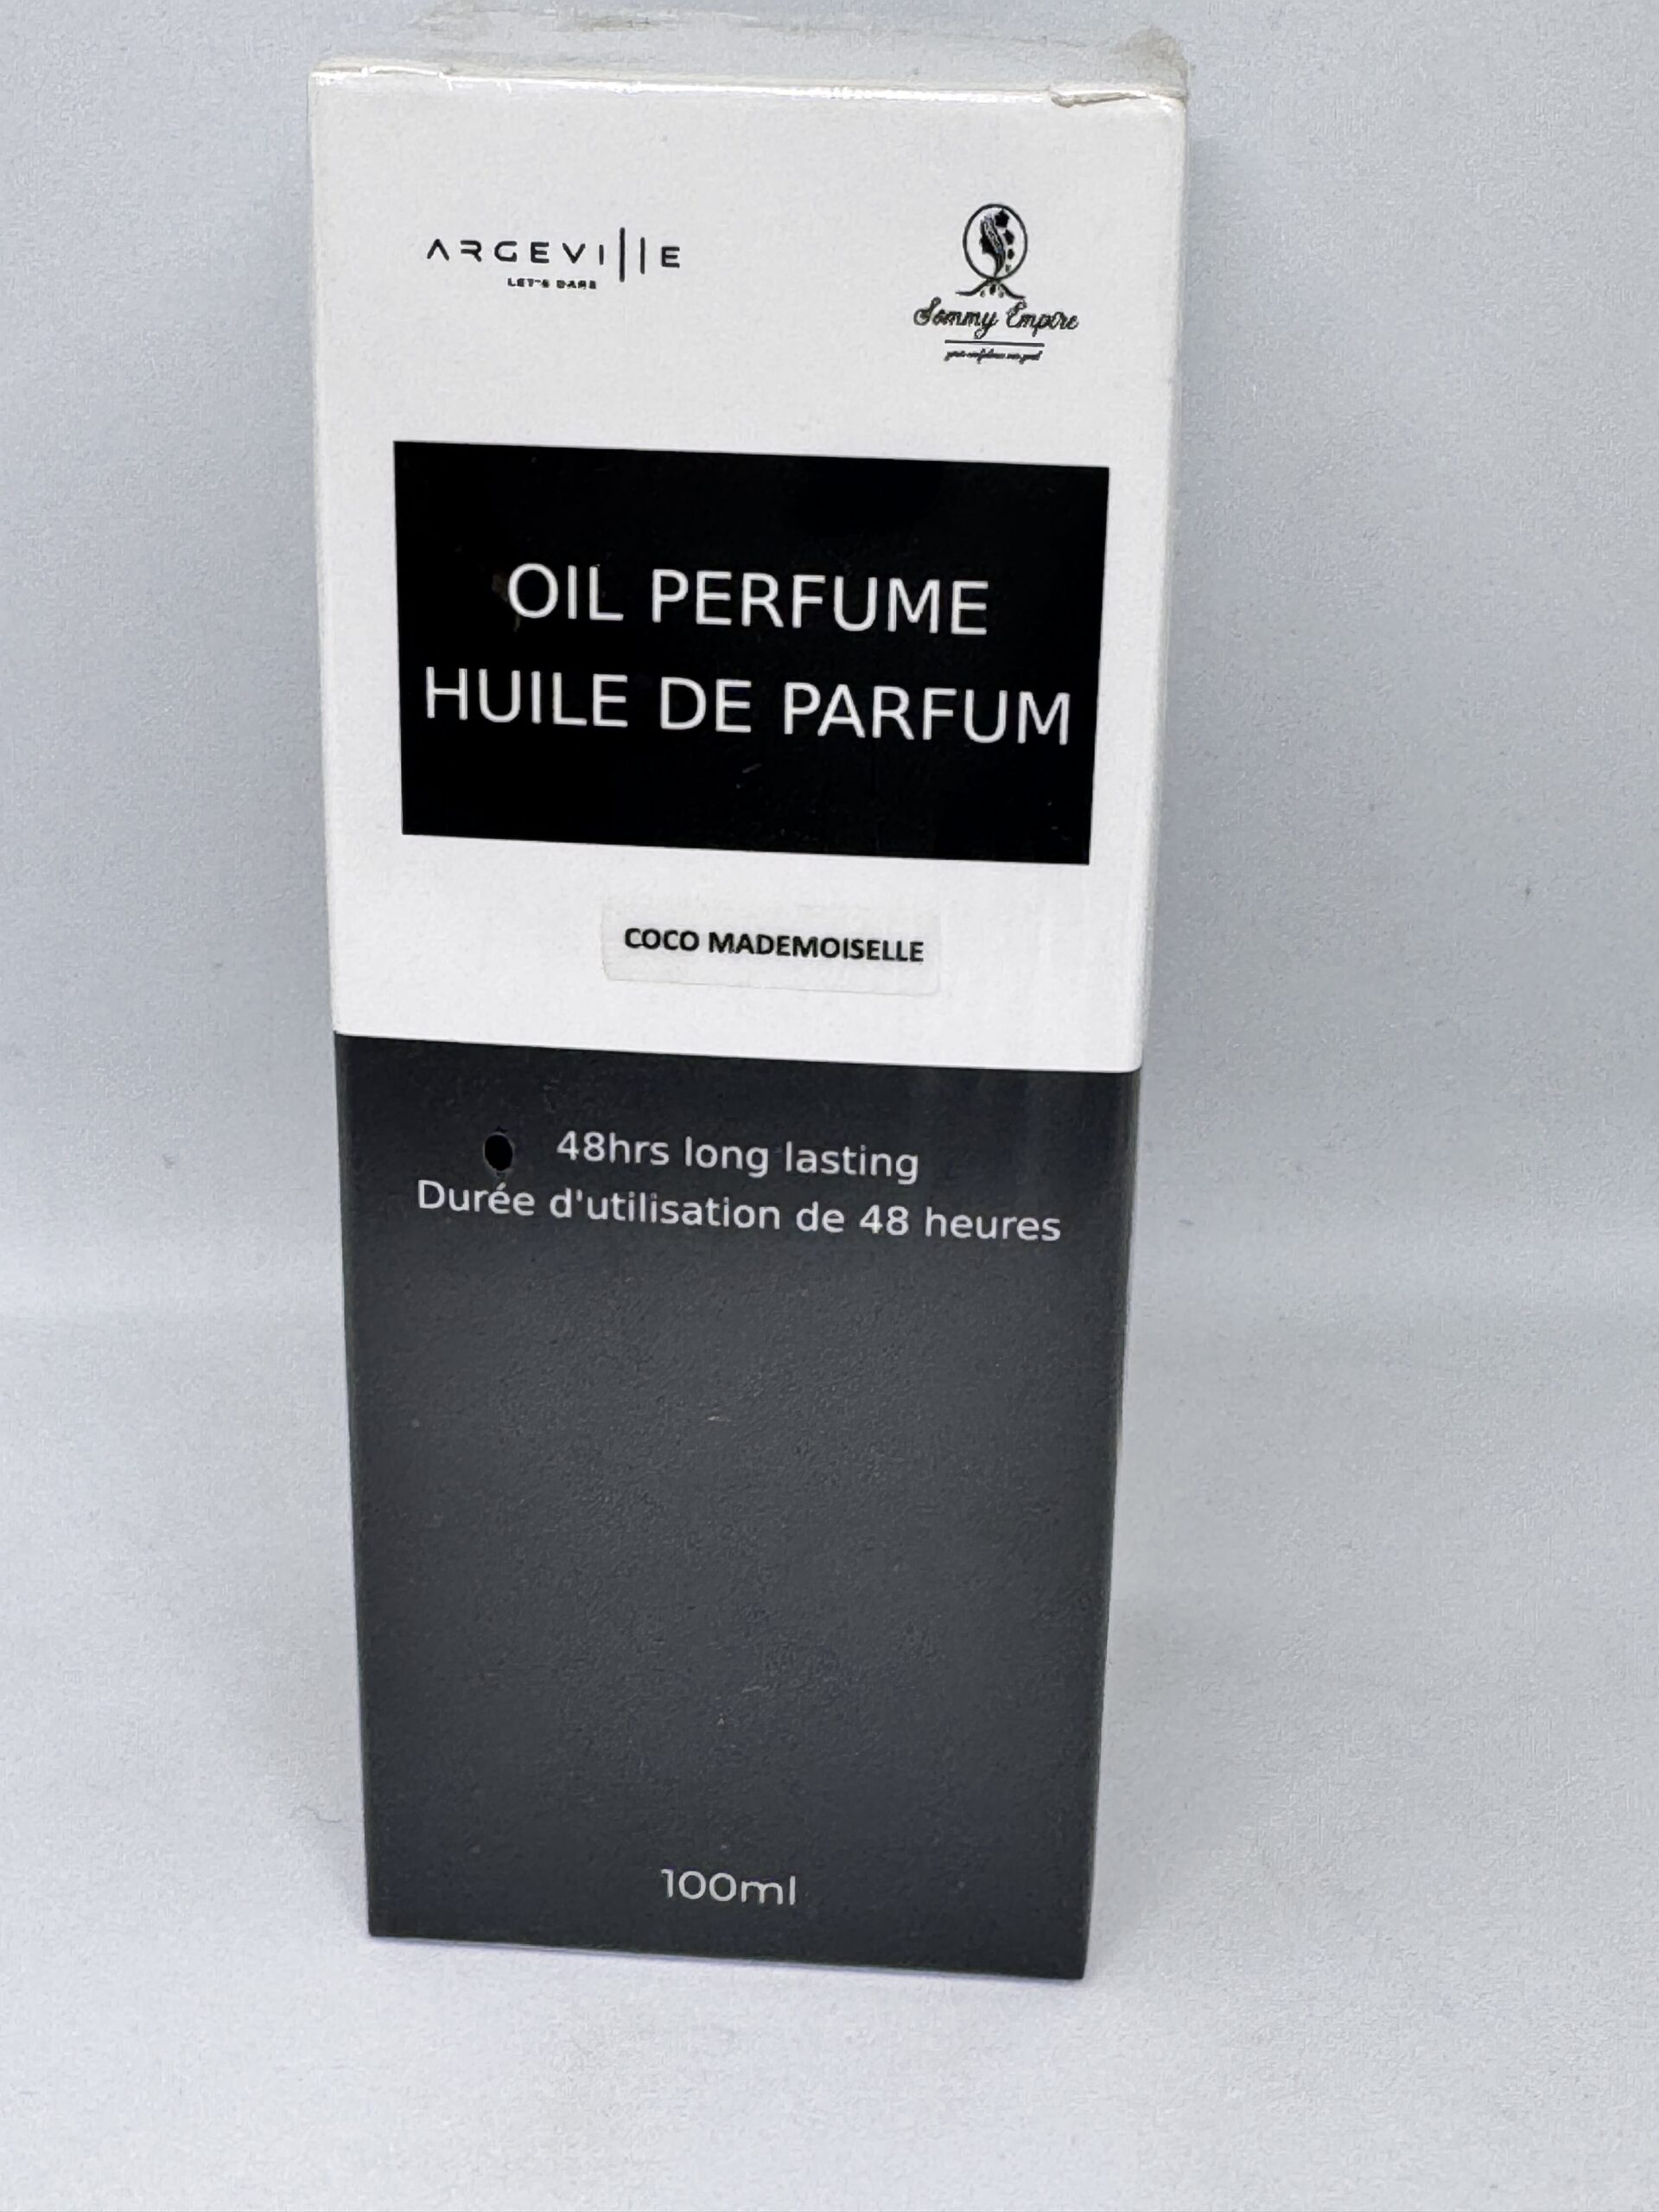 ARGEVILLE
LET'S DARE
Sommy Empire
OIL PERFUME
HUILE DE PARFUM
COCO MADEMOISELLE
48hrs long lasting
Durée d'utilisation de 48 heures
100ml